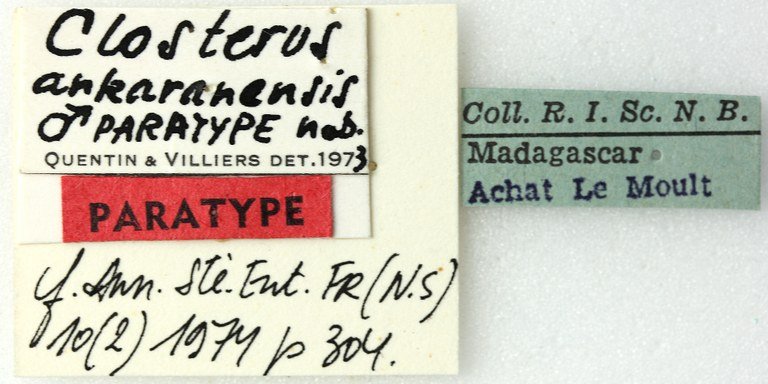 Closterus
ankaranensis
♂ PARATYPE nob.
QUENTIN & VILLIERS DET.1973
PARATYPE
cf. Ann. Sté. Ent. FR (N.S)
10(2) 1974 p 304.
Coll. R. I. Sc. N. B.
Madagascar
Achat Le Moult